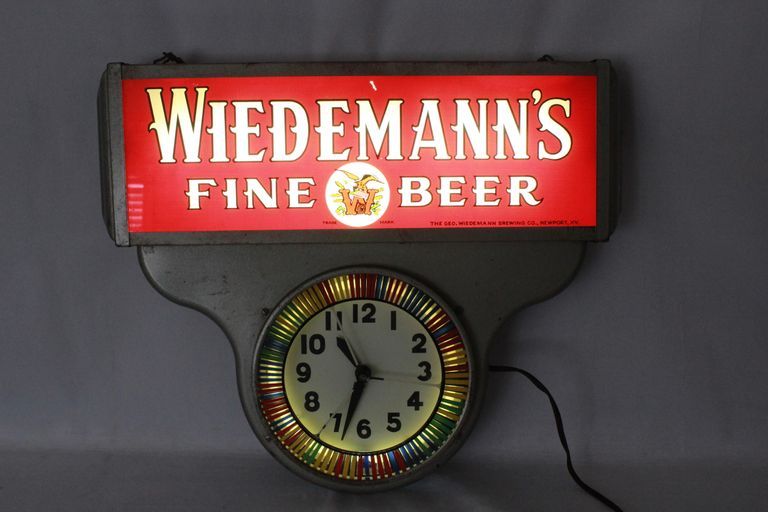 WIEDEMANN'S
FINE W BEER
TRADE MARK THE GEO. WIEDEMANN BREWING CO., NEWPORT, KY.
12
11 1
10 2
9 3
8 4
7 5
6